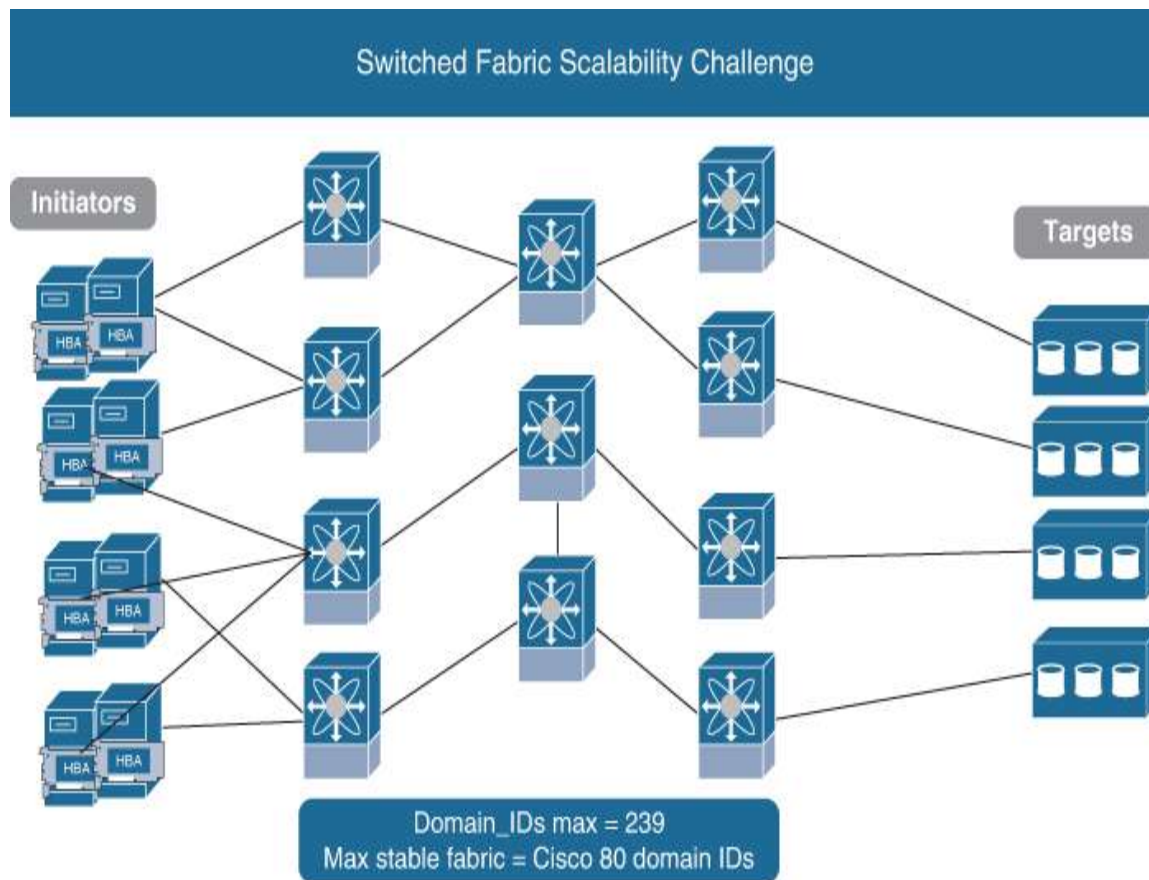 Switched Fabric Scalability Challenge
Initiators
Targets
HBA
HBA
HBA
HBA
HBA
HBA
HBA
HBA
Domain_IDs max = 239
Max stable fabric = Cisco 80 domain IDs